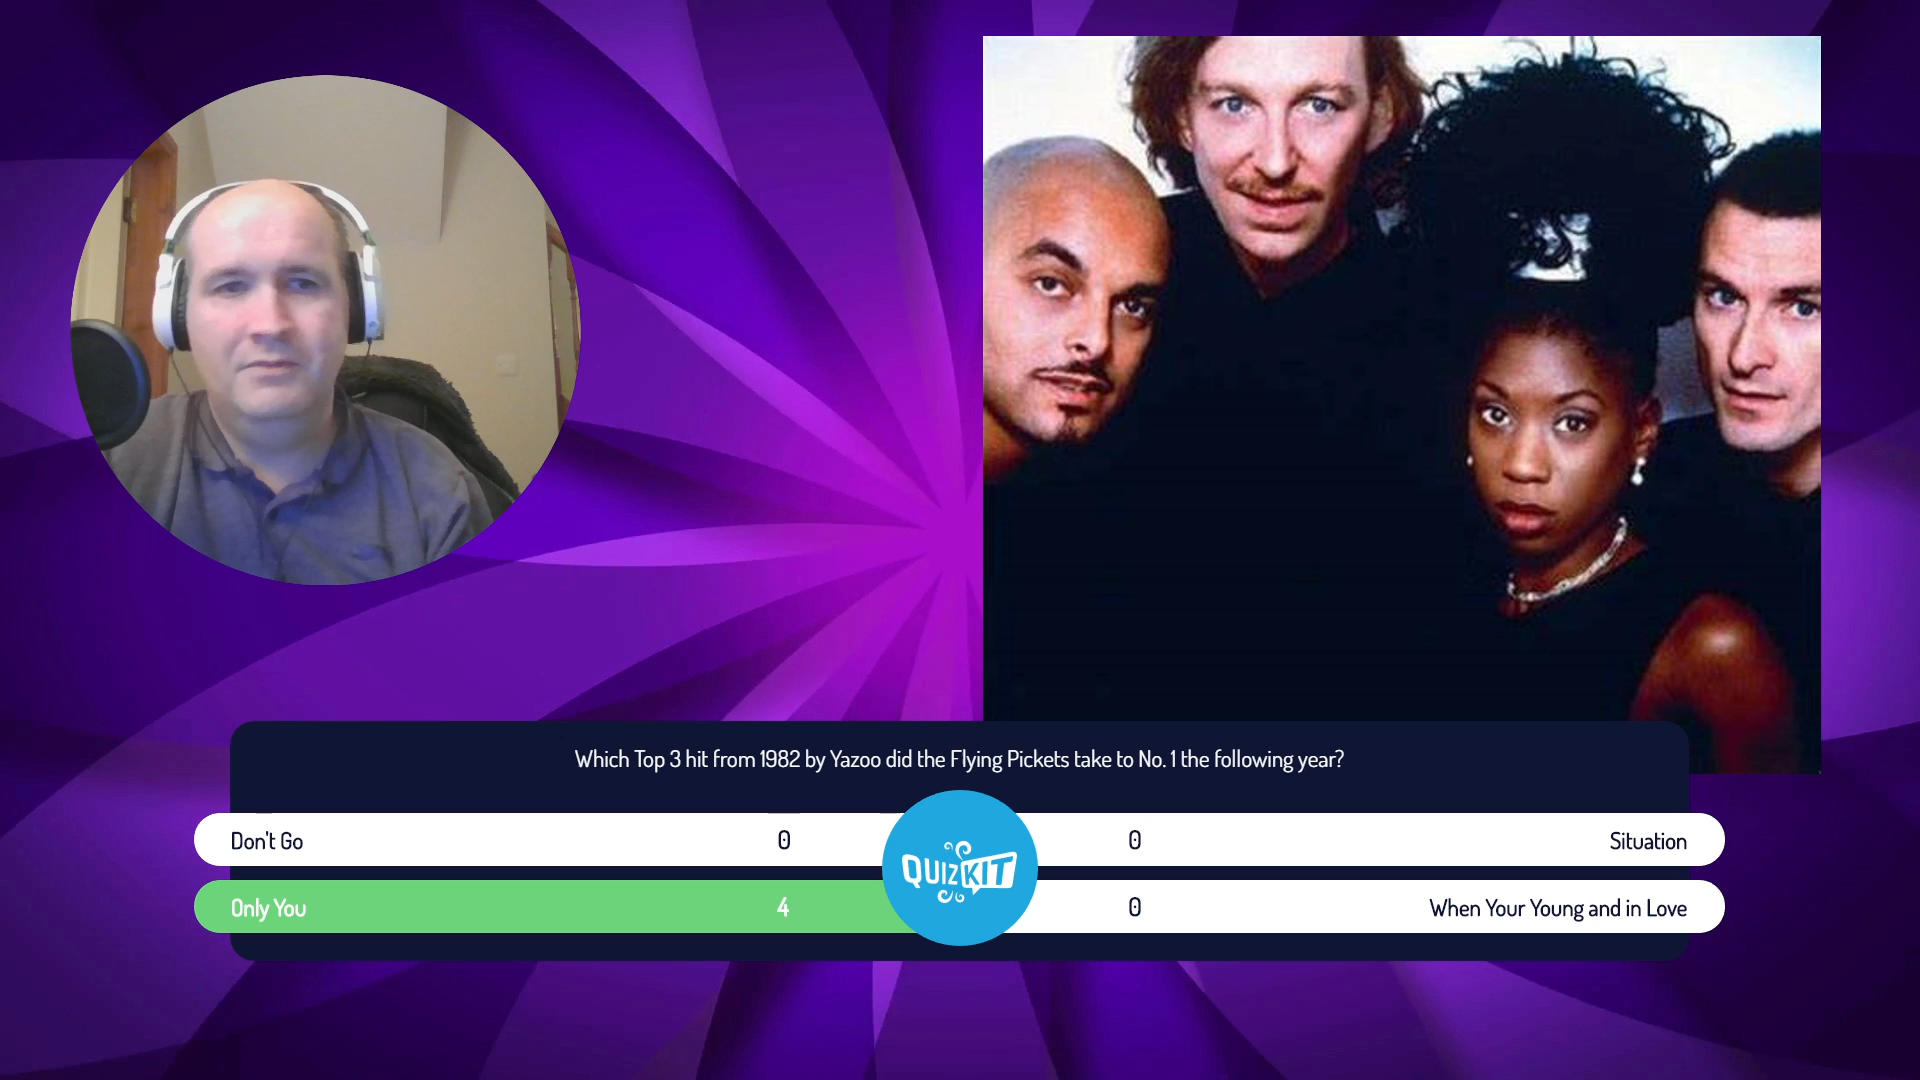 Which Top 3 hit from 1982 by Yazoo did the Flying Pickets take to No. 1 the following year?
Don't Go 0
0 Situation
QUIZKIT
Only You 4
0 When Your Young and in Love